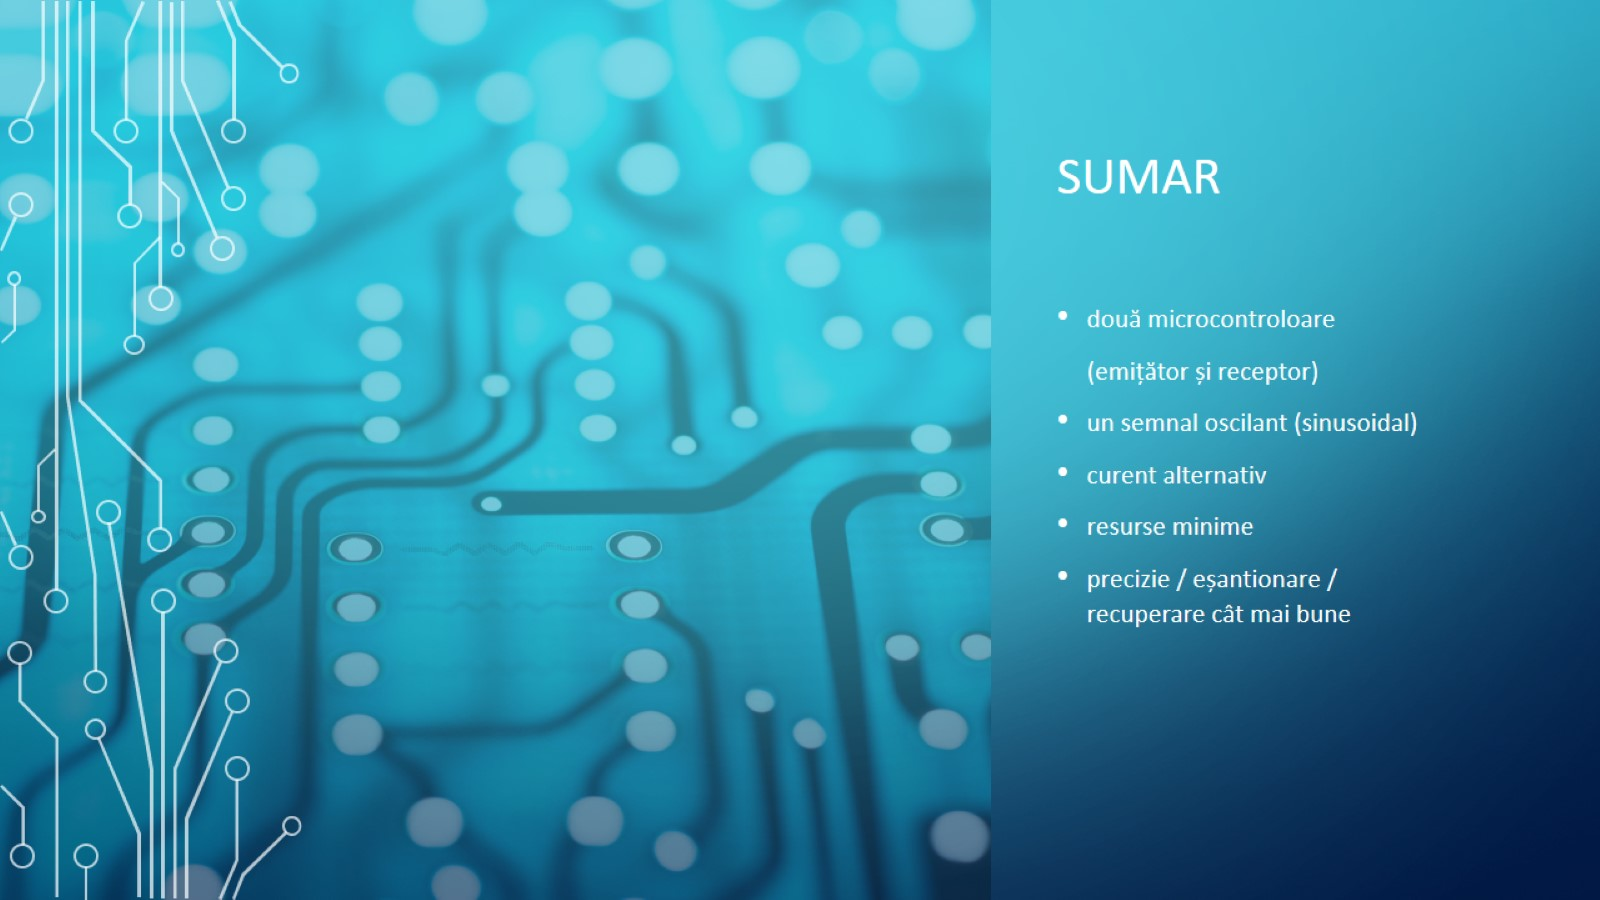 SUMAR
• două microcontroloare
(emițător și receptor)
• un semnal oscilant (sinusoidal)
• curent alternativ
• resurse minime
• precizie / eșantionare /
recuperare cât mai bune